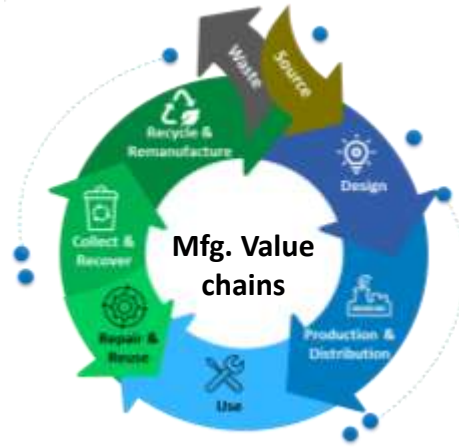 Waste
Source
Recycle &
Remanufacture
Design
Collect &
Recover
Mfg. Value
chains
Repair &
Reuse
Production &
Distribution
Use